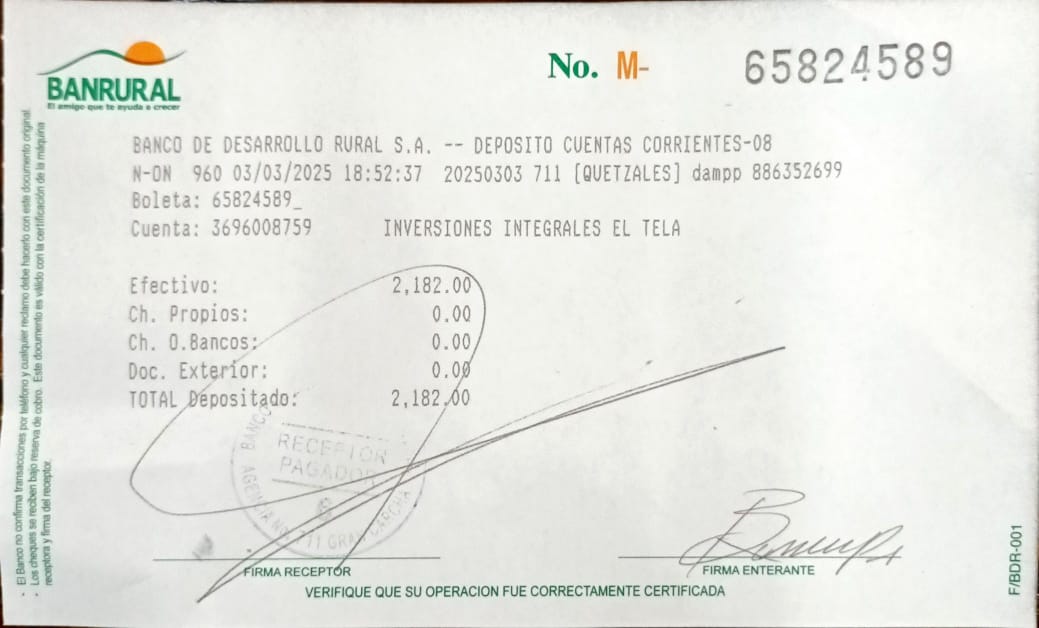 BANRURAL
El amigo que te ayuda a crecer
No. M- 65824589
BANCO DE DESARROLLO RURAL S.A. -- DEPOSITO CUENTAS CORRIENTES-08
N-ON 960 03/03/2025 18:52:37 20250303 711 [QUETZALES] dampp 886352699
Boleta: 65824589_
Cuenta: 3696008759 INVERSIONES INTEGRALES EL TELA
Efectivo: 2,182.00
Ch. Propios: 0.00
Ch. O.Bancos: 0.00
Doc. Exterior: 0.00
TOTAL Depositado: 2,182.00
BANCO
RECEPTOR
PAGADOR
AGENCIA No. 711 GRAN CARCHA
FIRMA RECEPTOR
FIRMA ENTERANTE
VERIFIQUE QUE SU OPERACION FUE CORRECTAMENTE CERTIFICADA
- El Banco no confirma transacciones por teléfono y cualquier reclamo debe hacerlo con este documento original.
- Los cheques se reciben bajo reserva de cobro. Este documento es válido con la certificación de la máquina
receptora y firma del receptor.
F/BDR-001